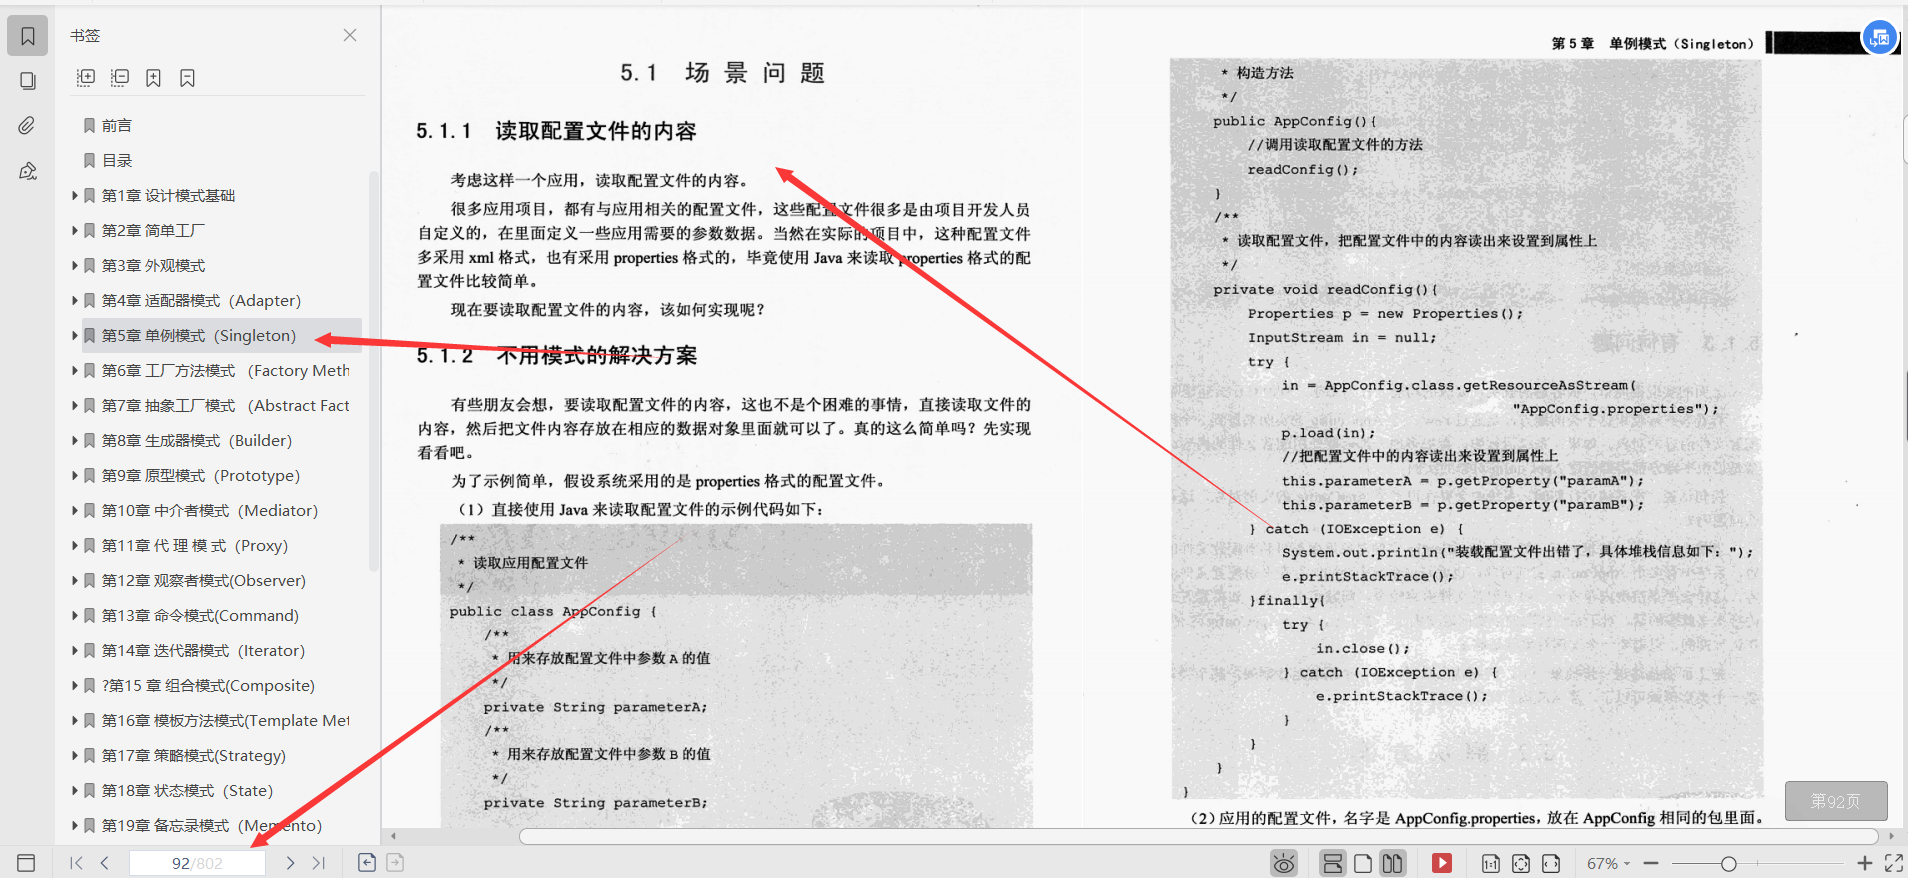 书签
前言
目录
第1章 设计模式基础
第2章 简单工厂
第3章 外观模式
第4章 适配器模式（Adapter）
第5章 单例模式（Singleton）
第6章 工厂方法模式 （Factory Meth
第7章 抽象工厂模式 （Abstract Fact
第8章 生成器模式（Builder）
第9章 原型模式（Prototype）
第10章 中介者模式（Mediator）
第11章 代 理 模 式（Proxy）
第12章 观察者模式(Observer)
第13章 命令模式(Command)
第14章 迭代器模式（Iterator）
?第15 章 组合模式(Composite)
第16章 模板方法模式(Template Met
第17章 策略模式(Strategy)
第18章 状态模式（State）
第19章 备忘录模式（Memento）
5.1 场 景 问 题
5.1.1 读取配置文件的内容
考虑这样一个应用，读取配置文件的内容。
很多应用项目，都有与应用相关的配置文件，这些配置文件很多是由项目开发人员
自定义的，在里面定义一些应用需要的参数数据。当然在实际的项目中，这种配置文件
多采用 xml 格式，也有采用 properties 格式的，毕竟使用 Java 来读取 properties 格式的配
置文件比较简单。
现在要读取配置文件的内容，该如何实现呢？
5.1.2 不用模式的解决方案
有些朋友会想，要读取配置文件的内容，这也不是个困难的事情，直接读取文件的
内容，然后把文件内容存放在相应的数据对象里面就可以了。真的这么简单吗？先实现
看看吧。
为了示例简单，假设系统采用的是 properties 格式的配置文件。
（1）直接使用 Java 来读取配置文件的示例代码如下：
/**
* 读取应用配置文件
*/
public class AppConfig {
/**
* 用来存放配置文件中参数 A 的值
*/
private String parameterA;
/**
* 用来存放配置文件中参数 B 的值
*/
private String parameterB;
第 5 章 单例模式（Singleton）
* 构造方法
*/
public AppConfig(){
//调用读取配置文件的方法
readConfig();
}
/**
* 读取配置文件，把配置文件中的内容读出来设置到属性上
*/
private void readConfig(){
Properties p = new Properties();
InputStream in = null;
try {
in = AppConfig.class.getResourceAsStream(
"AppConfig.properties");
p.load(in);
//把配置文件中的内容读出来设置到属性上
this.parameterA = p.getProperty("paramA");
this.parameterB = p.getProperty("paramB");
} catch (IOException e) {
System.out.println("装载配置文件出错了，具体堆栈信息如下：");
e.printStackTrace();
}finally{
try {
in.close();
} catch (IOException e) {
e.printStackTrace();
}
}
}
}
（2）应用的配置文件，名字是 AppConfig.properties，放在 AppConfig 相同的包里面。
第92页
92/802
1:1
67%